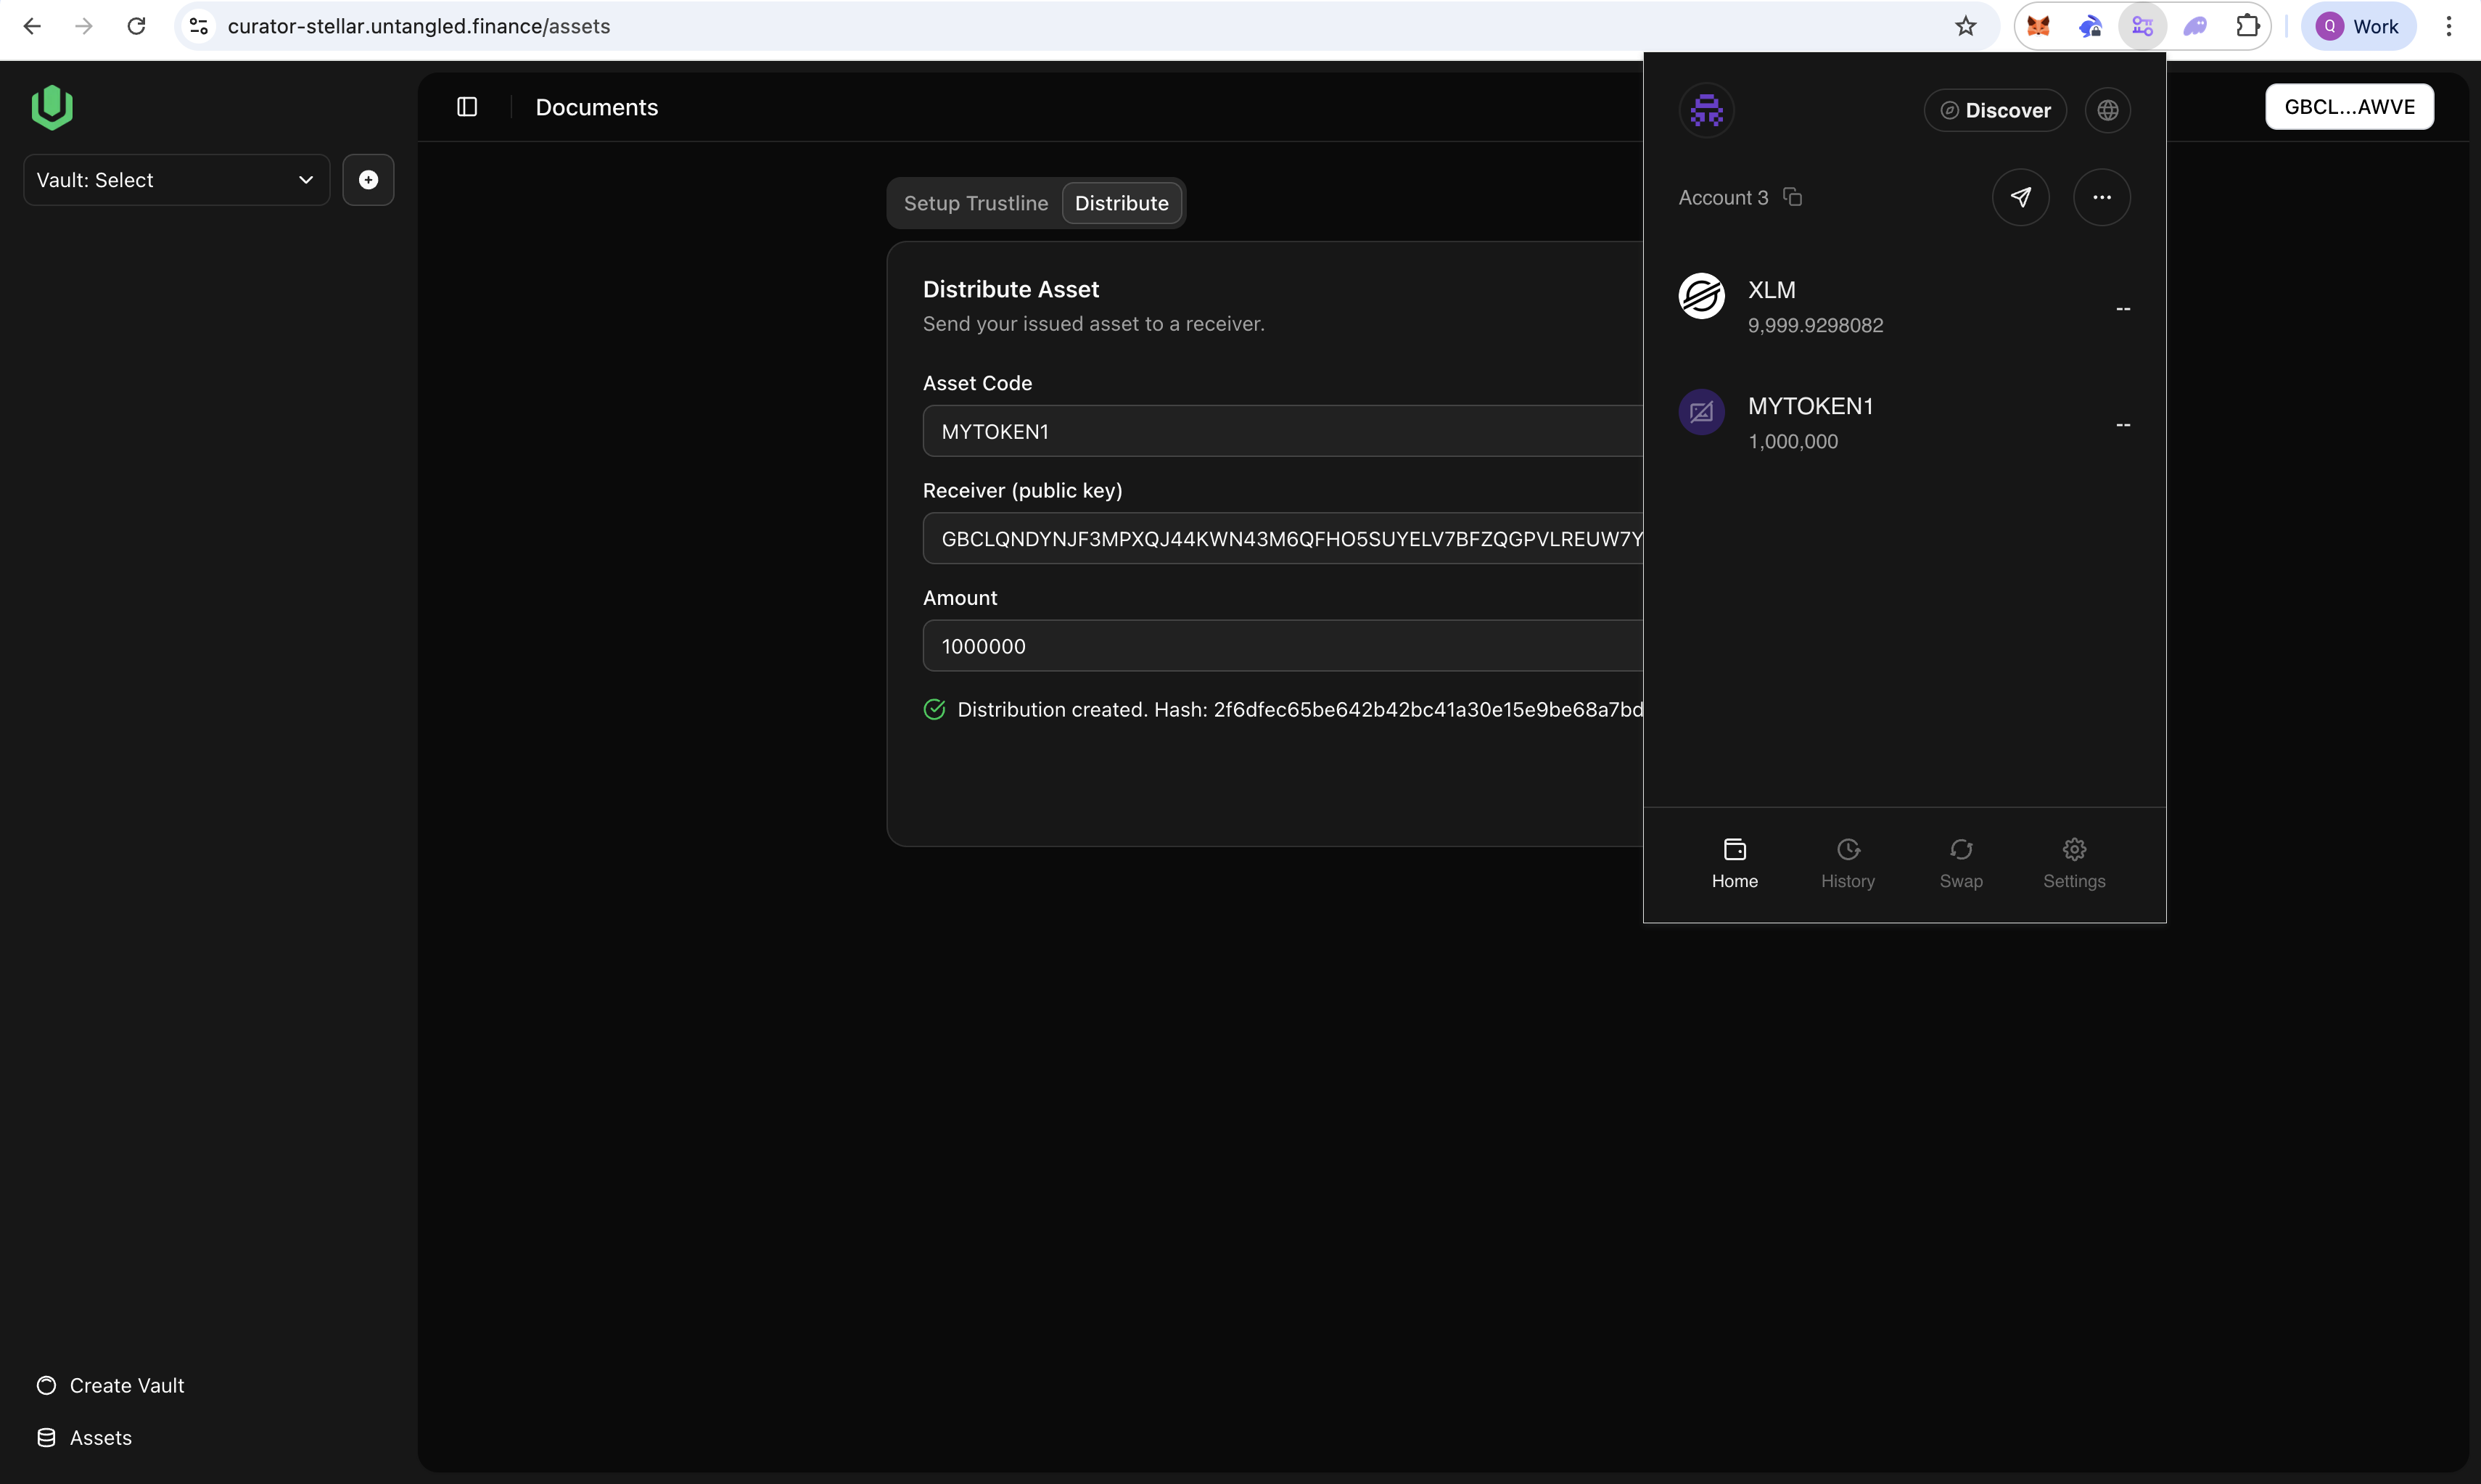 curator-stellar.untangled.finance/assets
Q Work
Vault: Select
Documents
GBCL...AWVE
Setup Trustline
Distribute
Distribute Asset
Send your issued asset to a receiver.
Asset Code
MYTOKEN1
Receiver (public key)
GBCLQNDYNJF3MPXQJ44KWN43M6QFHO5SUYELV7BFZQGPVLREUW7Y
Amount
1000000
Distribution created. Hash: 2f6dfec65be642b42bc41a30e15e9be68a7bd
Discover
Account 3
XLM
9,999.9298082
--
MYTOKEN1
1,000,000
--
Home
History
Swap
Settings
Create Vault
Assets